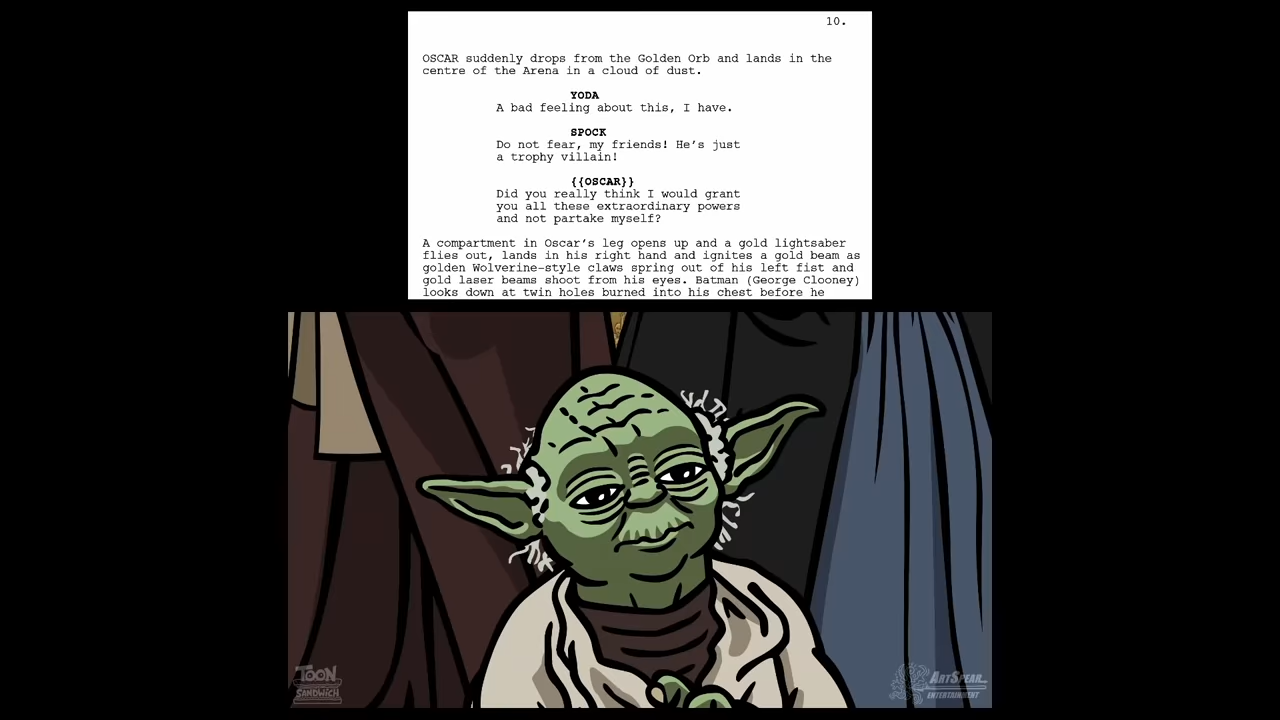 10.
OSCAR suddenly drops from the Golden Orb and lands in the
centre of the Arena in a cloud of dust.
YODA
A bad feeling about this, I have.
SPOCK
Do not fear, my friends! He's just
a trophy villain!
{{OSCAR}}
Did you really think I would grant
you all these extraordinary powers
and not partake myself?
A compartment in Oscar's leg opens up and a gold lightsaber
flies out, lands in his right hand and ignites a gold beam as
golden Wolverine-style claws spring out of his left fist and
gold laser beams shoot from his eyes. Batman (George Clooney)
looks down at twin holes burned into his chest before he
TOON
SANDWICH
ARTSPEAR
ENTERTAINMENT